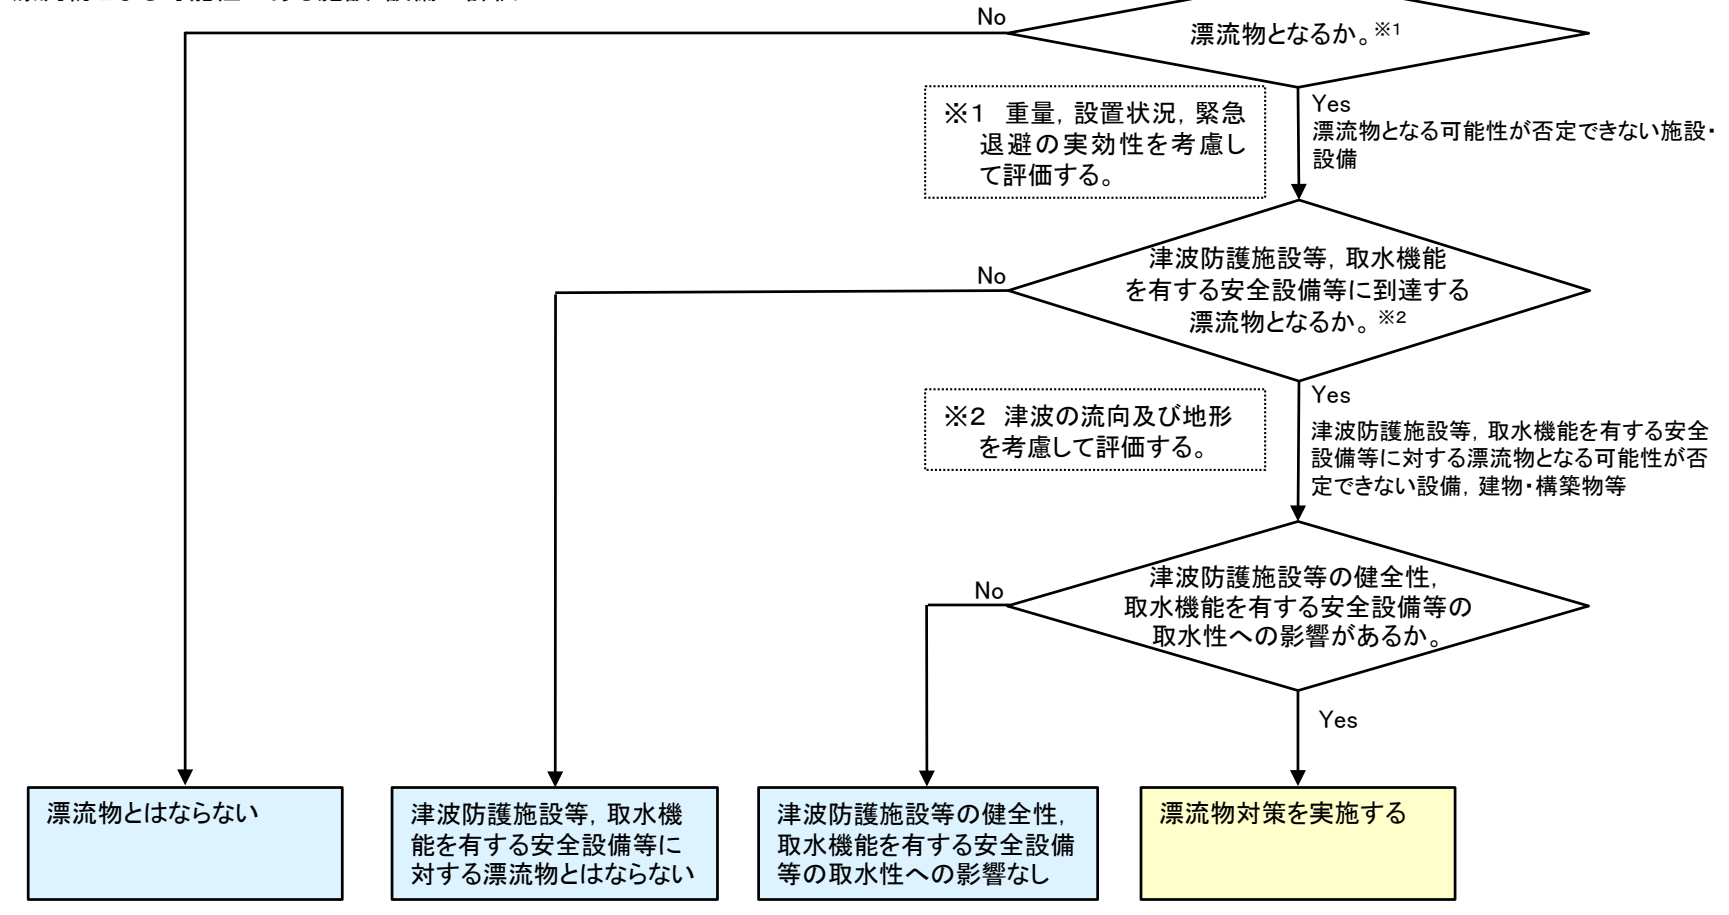 No
漂流物となるか。※1
Yes
漂流物となる可能性が否定できない施設・
設備
※1 重量，設置状況，緊急
退避の実効性を考慮し
て評価する。
津波防護施設等，取水機能
を有する安全設備等に到達する
漂流物となるか。※2
No
Yes
津波防護施設等，取水機能を有する安全
設備等に対する漂流物となる可能性が否
定できない設備，建物・構築物等
※2 津波の流向及び地形
を考慮して評価する。
津波防護施設等の健全性，
取水機能を有する安全設備等の
取水性への影響があるか。
No
Yes
漂流物とはならない
津波防護施設等，取水機
能を有する安全設備等に
対する漂流物とはならない
津波防護施設等の健全性，
取水機能を有する安全設備
等の取水性への影響なし
漂流物対策を実施する